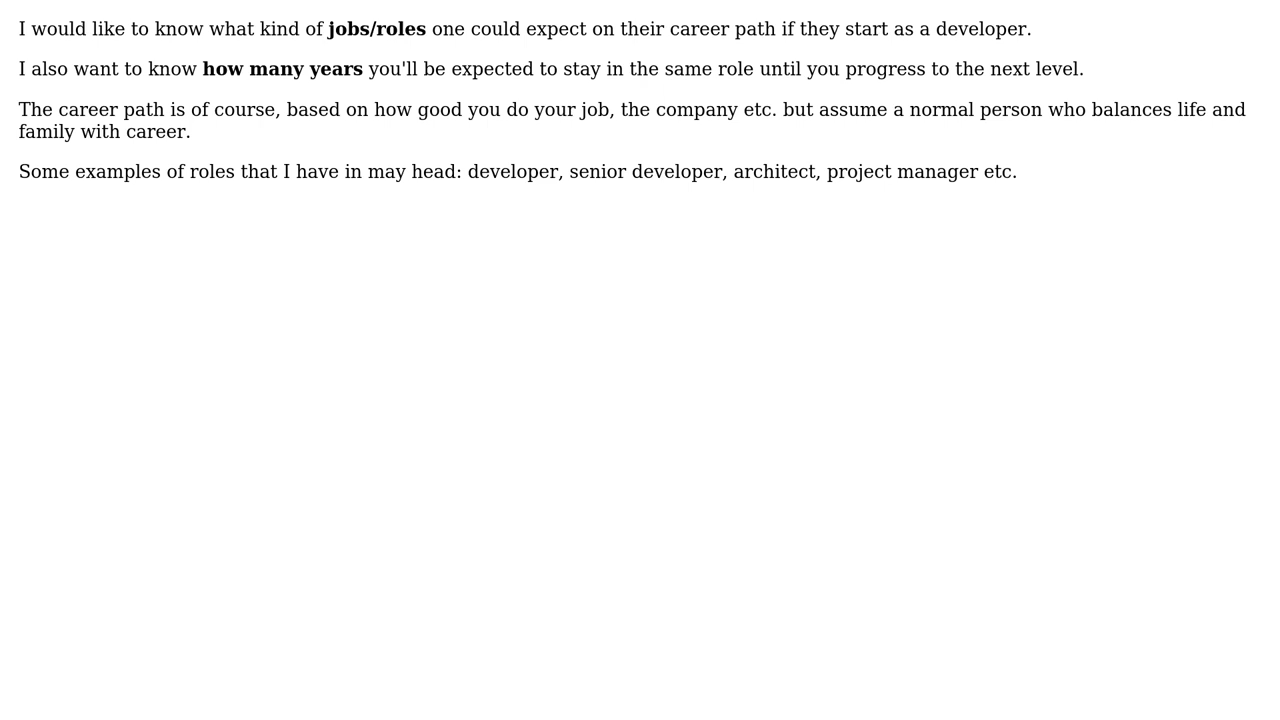 I would like to know what kind of jobs/roles one could expect on their career path if they start as a developer.
I also want to know how many years you'll be expected to stay in the same role until you progress to the next level.
The career path is of course, based on how good you do your job, the company etc. but assume a normal person who balances life and
family with career.
Some examples of roles that I have in may head: developer, senior developer, architect, project manager etc.